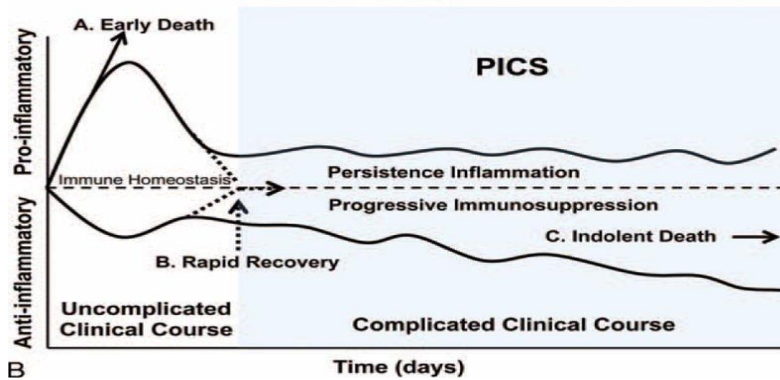 A. Early Death
PICS
Pro-inflammatory
Immune Homeostasis
Persistence Inflammation
Progressive Immunosuppression
Anti-inflammatory
C. Indolent Death
B. Rapid Recovery
Uncomplicated
Clinical Course
Complicated Clinical Course
B
Time (days)